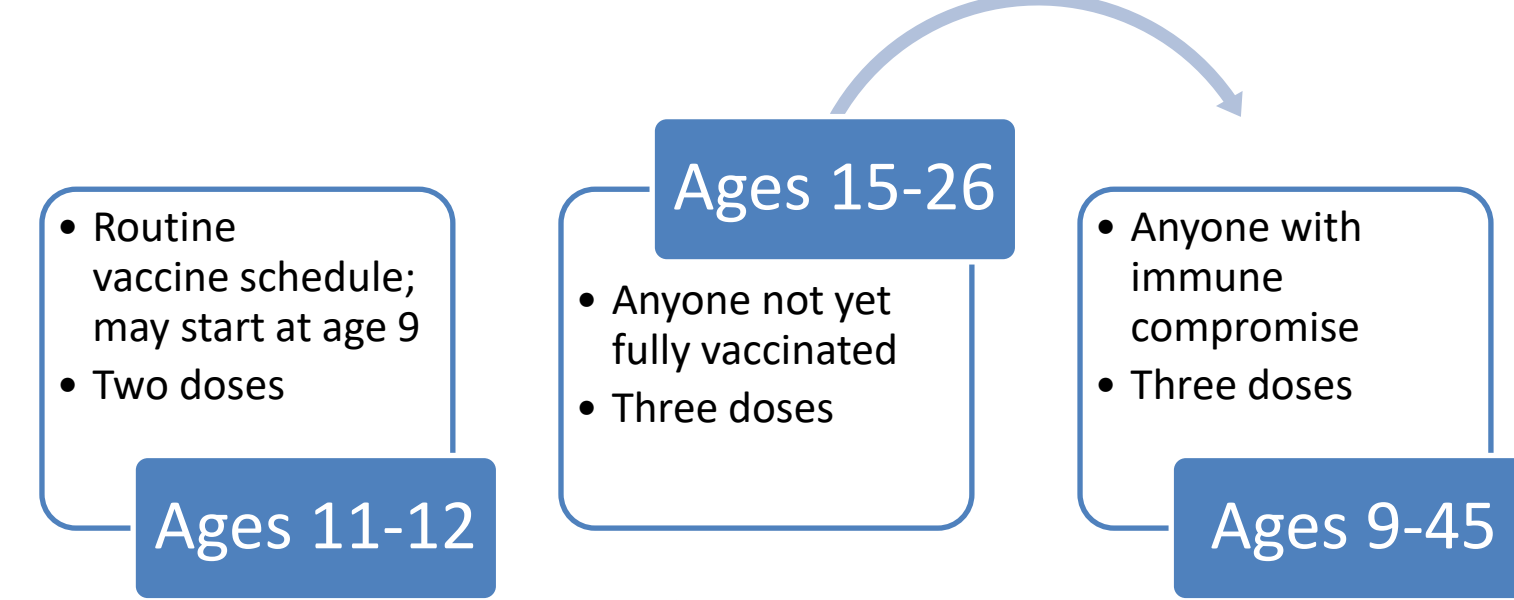 • Routine
vaccine schedule;
may start at age 9
• Two doses
Ages 11-12
Ages 15-26
• Anyone not yet
fully vaccinated
• Three doses
• Anyone with
immune
compromise
• Three doses
Ages 9-45